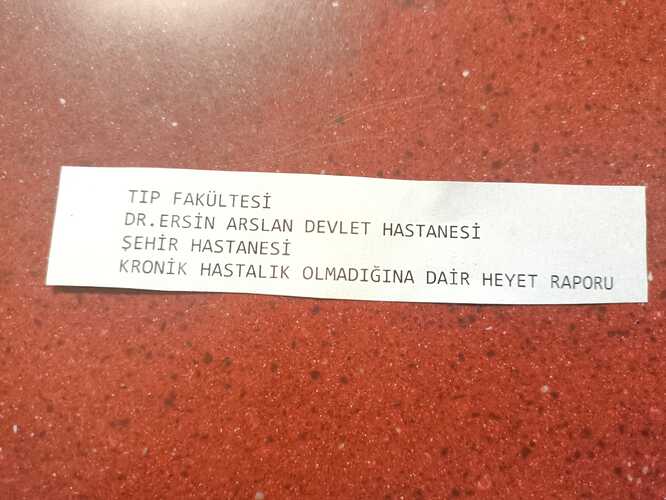 TIP FAKÜLTESİ
DR.ERSİN ARSLAN DEVLET HASTANESİ
ŞEHİR HASTANESİ
KRONİK HASTALIK OLMADIĞINA DAİR HEYET RAPORU